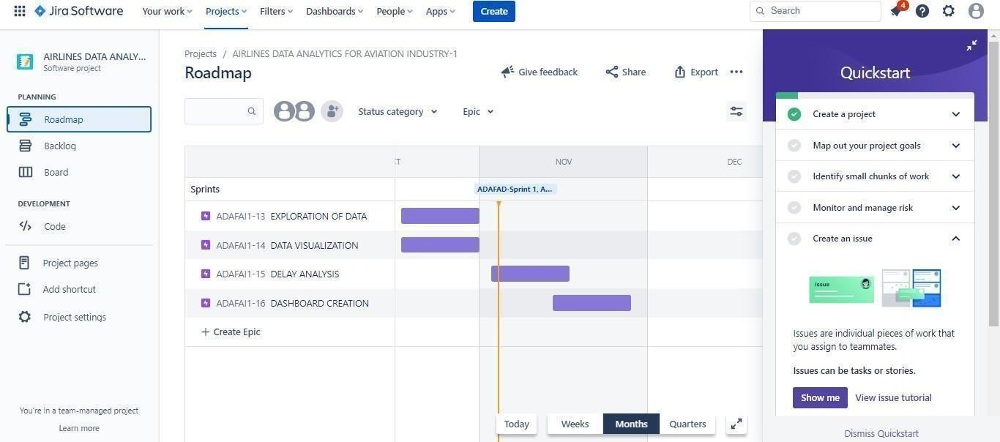 Jira Software
Your work
Projects
Filters
Dashboards
People
Apps
Create
Search
4
AIRLINES DATA ANALY...
Software project
PLANNING
Roadmap
Backlog
Board
DEVELOPMENT
Code
Project pages
Add shortcut
Project settings
You're in a team-managed project
Learn more
Projects / AIRLINES DATA ANALYTICS FOR AVIATION INDUSTRY-1
Roadmap
Give feedback
Share
Export
Status category
Epic
NOV
DEC
Sprints
ADAFAD-Sprint 1, A...
ADAFAI1-13 EXPLORATION OF DATA
ADAFAI1-14 DATA VISUALIZATION
ADAFAI1-15 DELAY ANALYSIS
ADAFAI1-16 DASHBOARD CREATION
+ Create Epic
Today
Weeks
Months
Quarters
Quickstart
Create a project
Map out your project goals
Identify small chunks of work
Monitor and manage risk
Create an issue
Issue
Issues are individual pieces of work that
you assign to teammates.
Issues can be tasks or stories.
Show me
View issue tutorial
Dismiss Quickstart